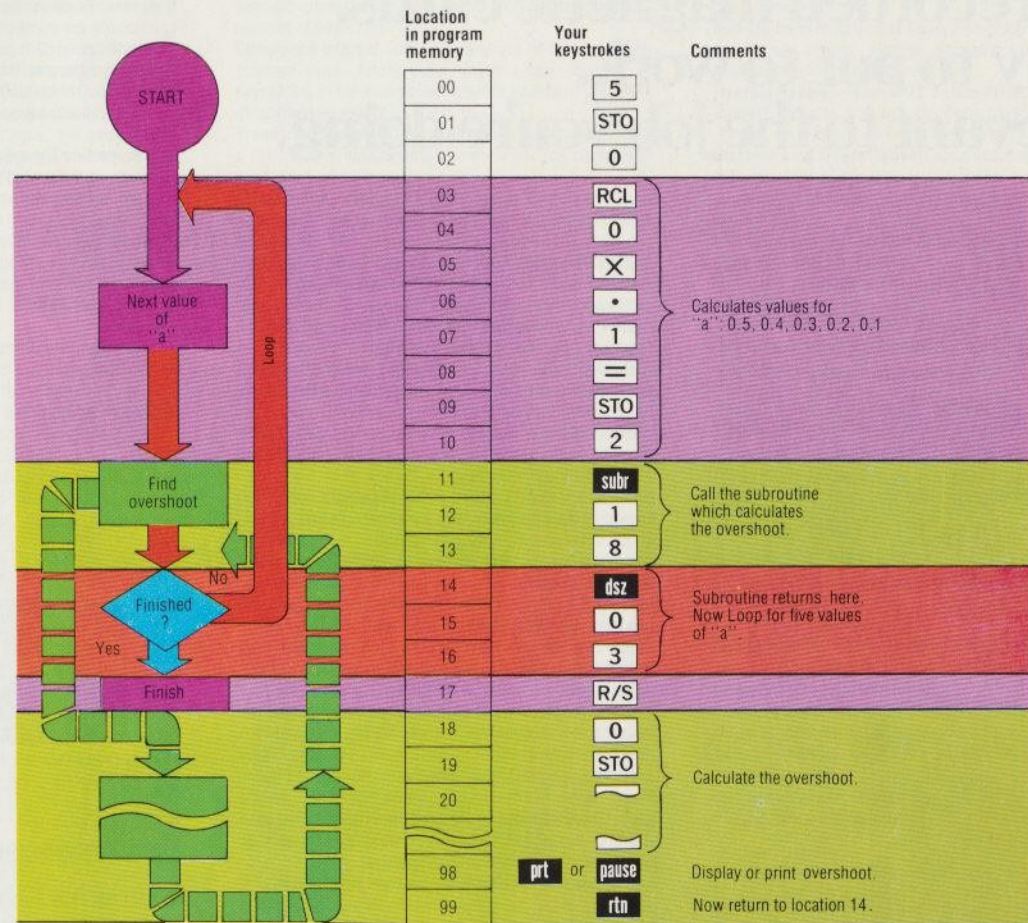 Location
in program
memory
Your
keystrokes
Comments
START
00 5
01 STO
02 0
03 RCL
04 0
05 X
06 ·
07 1
08 =
09 STO
10 2
Next value
of
"a"
Loop
Calculates values for
"a": 0.5, 0.4, 0.3, 0.2, 0.1
Find
overshoot
11 subr
12 1
13 8
Call the subroutine
which calculates
the overshoot.
No
Finished
?
Yes
14 dsz
15 0
16 3
Subroutine returns here.
Now Loop for five values
of "a"
Finish
17 R/S
18 0
19 STO
20
Calculate the overshoot.
98 prt or pause Display or print overshoot.
99 rtn Now return to location 14.